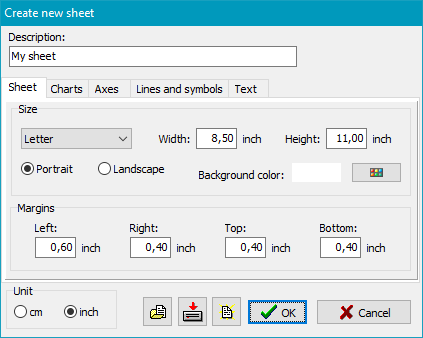 Create new sheet
Description:
My sheet
Sheet Charts Axes Lines and symbols Text
Size
Letter Width: 8,50 inch Height: 11,00 inch
Portrait Landscape Background color:
Margins
Left: Right: Top: Bottom:
0,60 inch 0,40 inch 0,40 inch 0,40 inch
Unit
cm inch OK Cancel